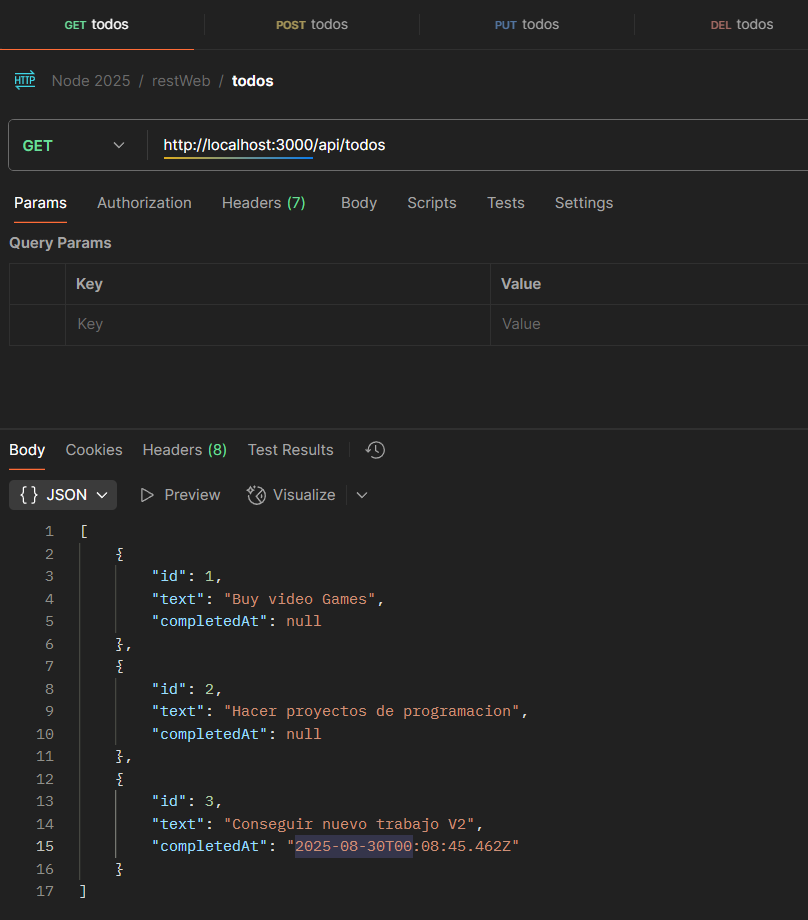 GET todos POST todos PUT todos DEL todos
HTTP Node 2025 / restWeb / todos
GET http://localhost:3000/api/todos
Params Authorization Headers (7) Body Scripts Tests Settings
Query Params
Key Value
Key Value
Body Cookies Headers (8) Test Results
{} JSON Preview Visualize
1 [
2 {
3 "id": 1,
4 "text": "Buy video Games",
5 "completedAt": null
6 },
7 {
8 "id": 2,
9 "text": "Hacer proyectos de programacion",
10 "completedAt": null
11 },
12 {
13 "id": 3,
14 "text": "Conseguir nuevo trabajo V2",
15 "completedAt": "2025-08-30T00:08:45.462Z"
16 }
17 ]